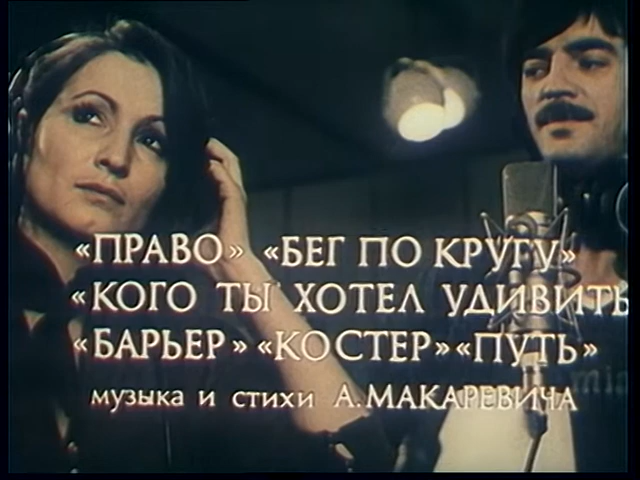 «ПРАВО» «БЕГ ПО КРУГУ»
«КОГО ТЫ ХОТЕЛ УДИВИТЬ
«БАРЬЕР» «КОСТЕР» «ПУТЬ»
музыка и стихи А. МАКАРЕВИЧА